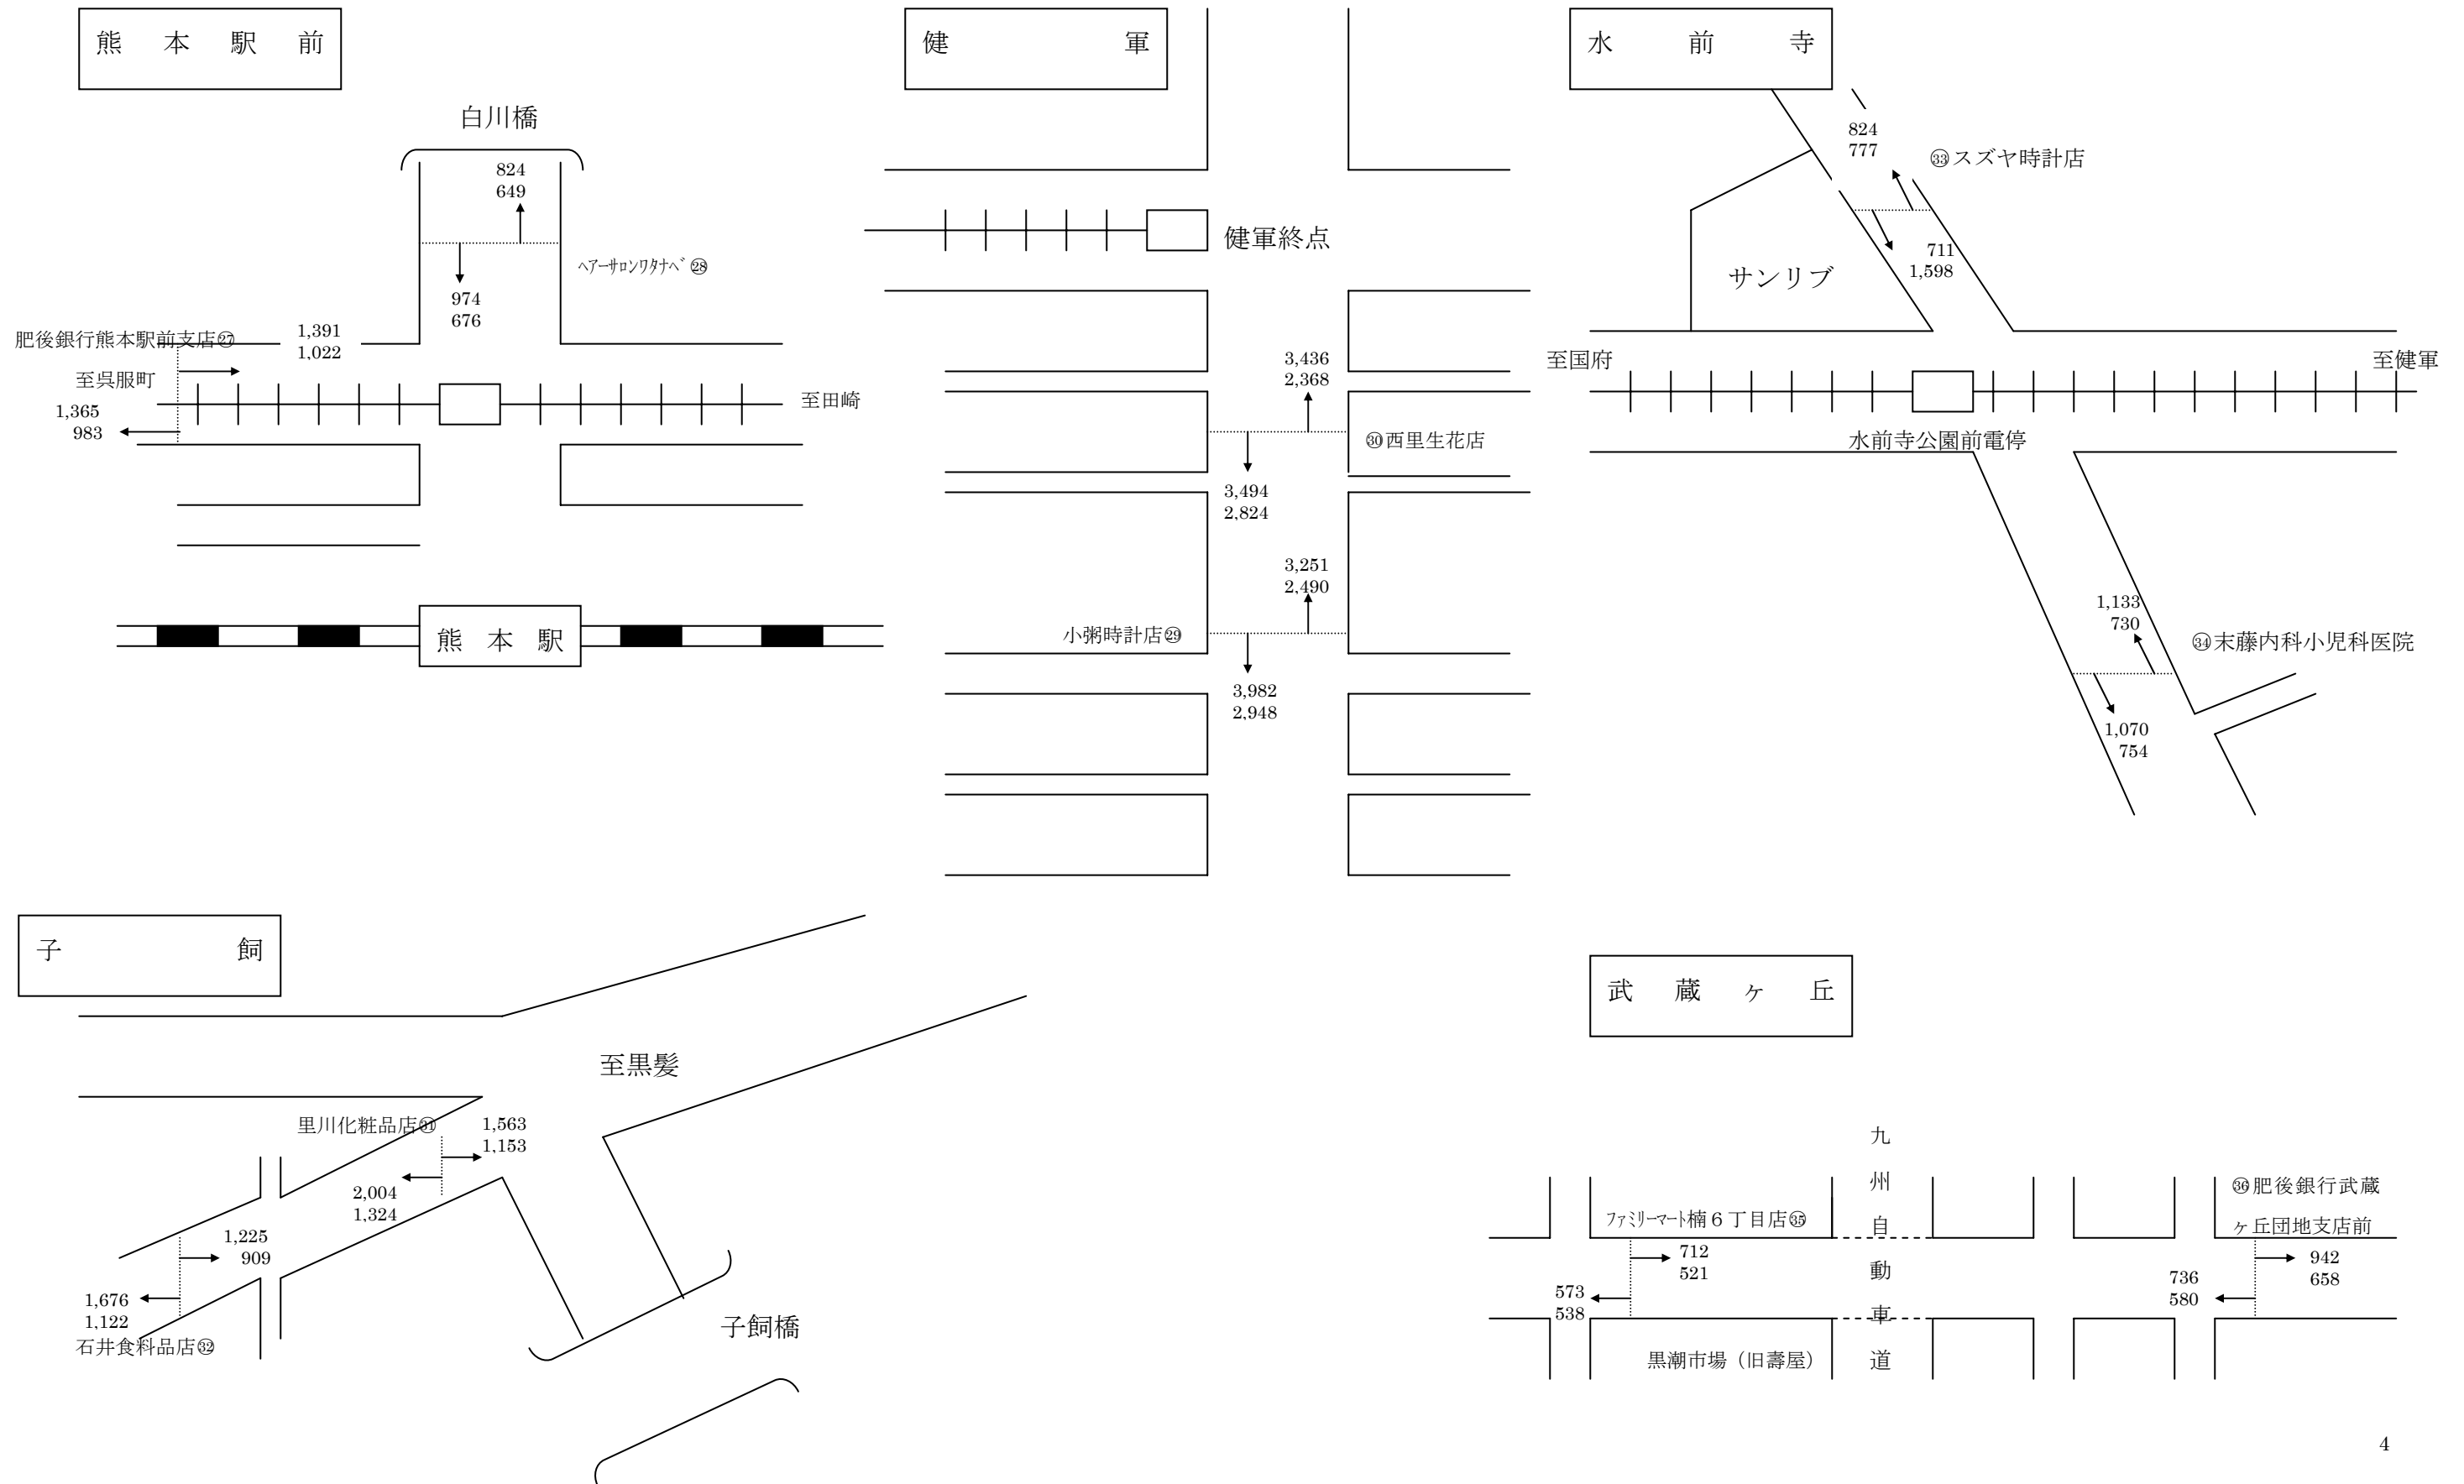 熊本駅前
白川橋
824
649
ヘアーサロンワタナベ㉘
974
676
肥後銀行熊本駅前支店㉗
1,391
1,022
至呉服町
1,365
983
至田崎
熊本駅
健軍
健軍終点
3,436
2,368
㉚西里生花店
3,494
2,824
3,251
2,490
小粥時計店㉙
3,982
2,948
水前寺
824
777
㉝スズヤ時計店
711
1,598
サンリブ
至国府
至健軍
水前寺公園前電停
1,133
730
㉞末藤内科小児科医院
1,070
754
子飼
至黒髪
里川化粧品店㉛
1,563
1,153
2,004
1,324
1,225
909
1,676
1,122
石井食料品店㉜
子飼橋
武蔵ヶ丘
九州自動車道
ファミリーマート楠6丁目店㉟
712
521
573
538
黒潮市場（旧壽屋）
㊱肥後銀行武蔵
ヶ丘団地支店前
942
658
736
580
4